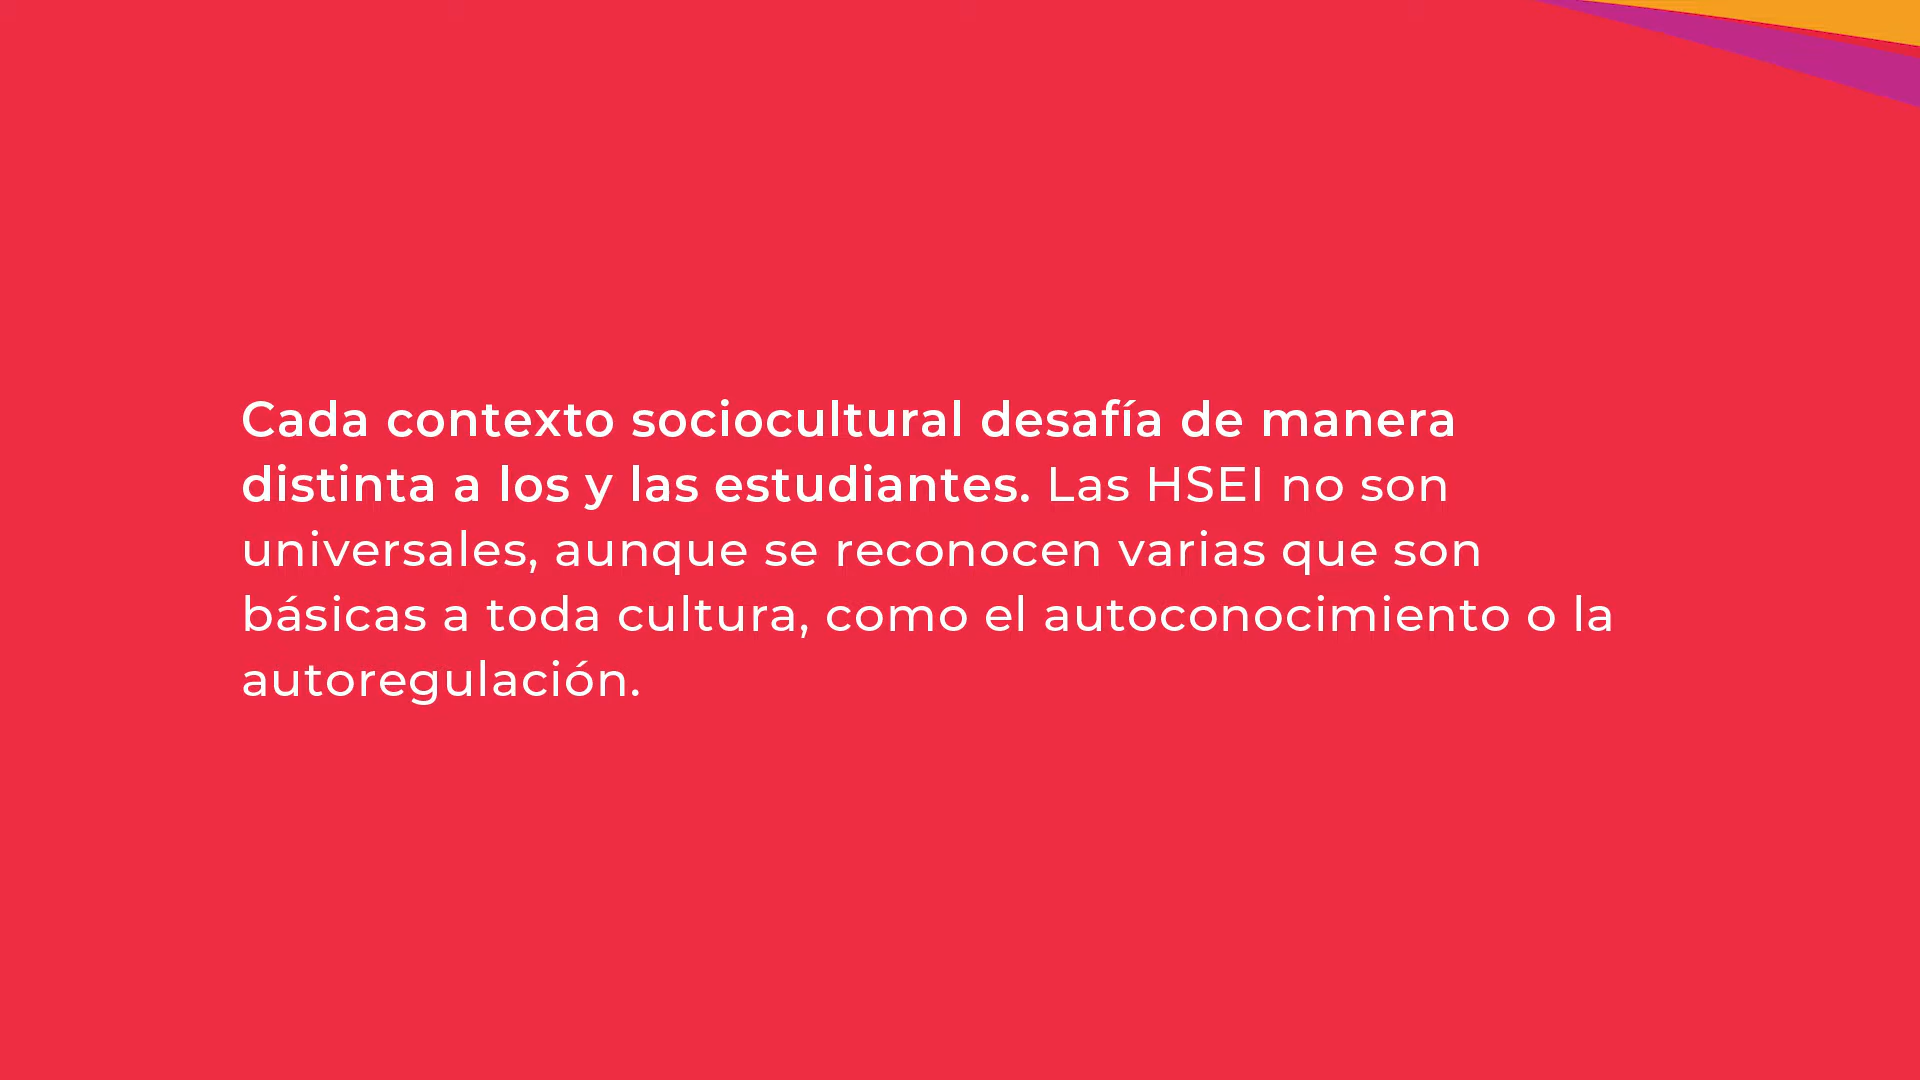 Cada contexto sociocultural desafía de manera
distinta a los y las estudiantes. Las HSEI no son
universales, aunque se reconocen varias que son
básicas a toda cultura, como el autoconocimiento o la
autoregulación.